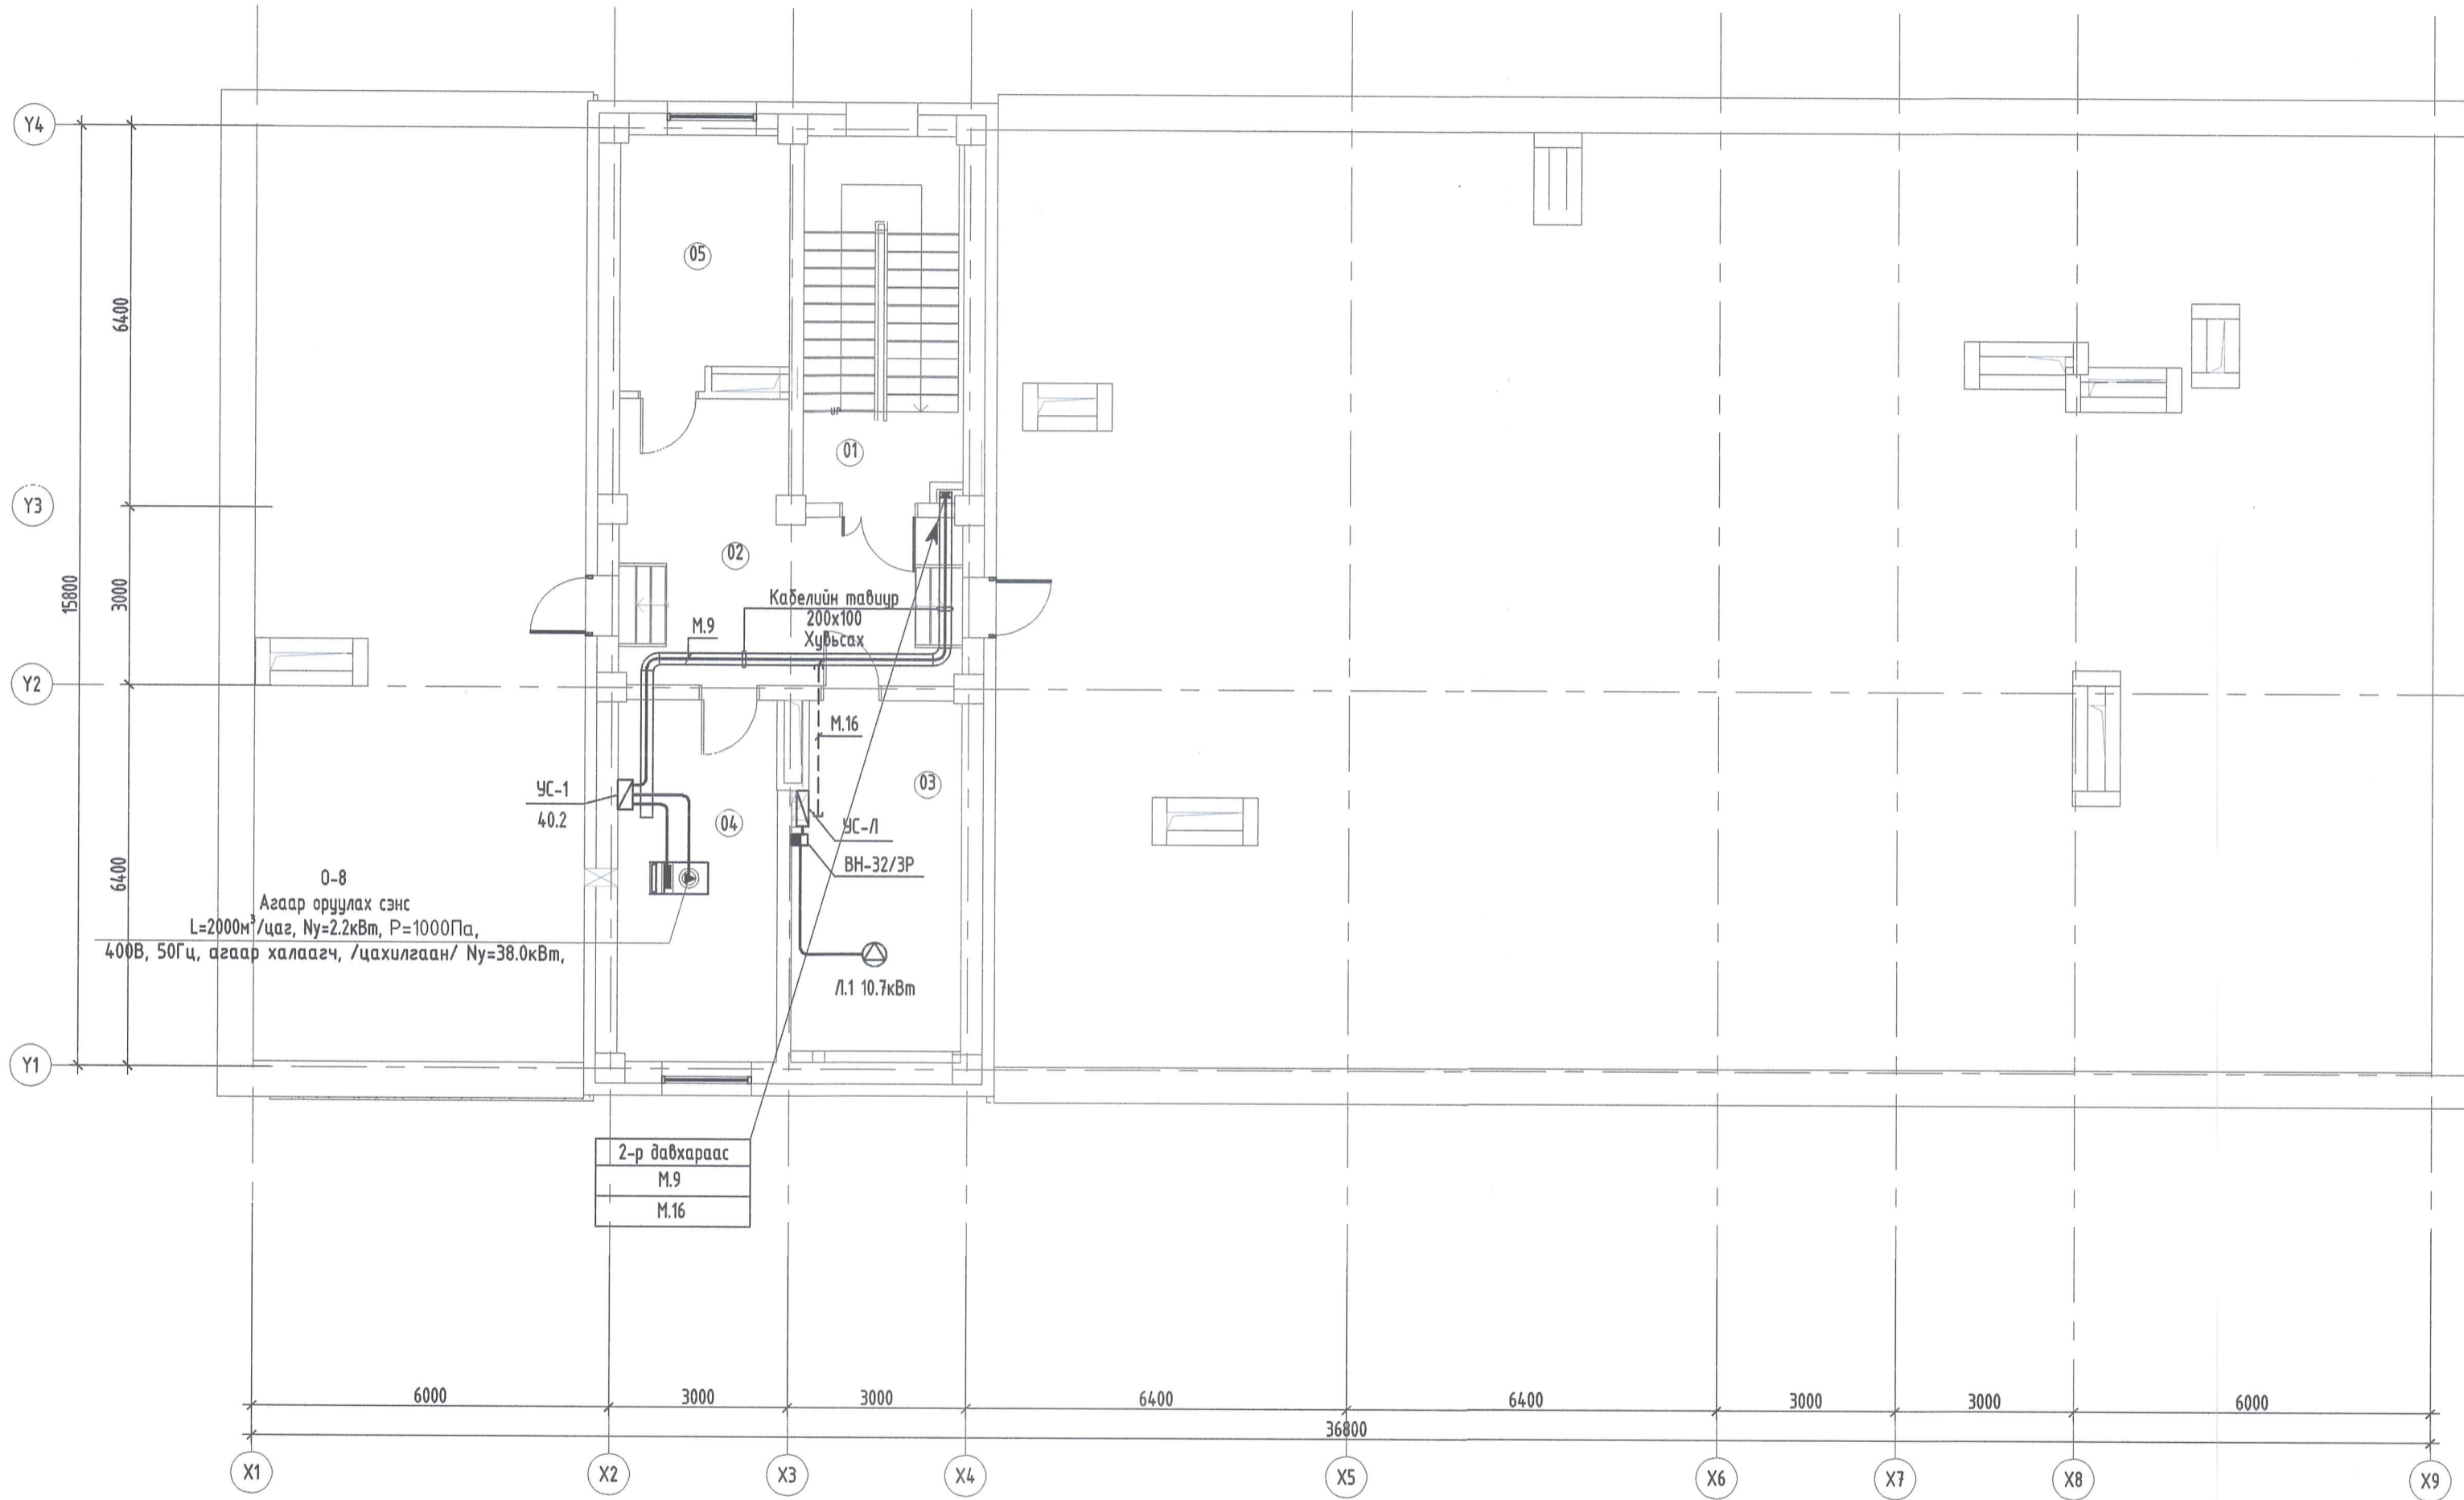 Y4
05
6400
01
Y3
02
15800
3000
Кабелийн тавиур
200x100
Хувьсах
М.9
Y2
М.16
03
УС-1
40.2
04
УС-Л
ВН-32/3Р
О-8
Агаар оруулах сэнс
L=2000м³/цаг, Nу=2.2кВт, Р=1000Па,
400В, 50Гц, агаар халаагч, /цахилгаан/ Nу=38.0кВт,
6400
Л.1 10.7кВт
Y1
2-р давхараас
М.9
М.16
6000
3000
3000
6400
6400
3000
3000
6000
36800
X1
X2
X3
X4
X5
X6
X7
X8
X9